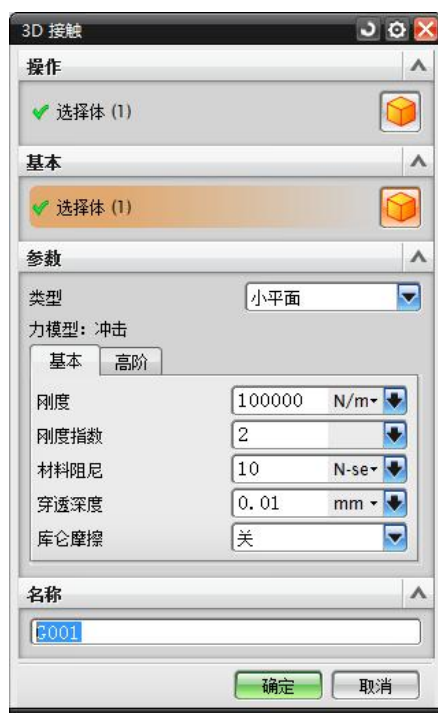 3D 接触
操作
选择体 (1)
基本
选择体 (1)
参数
类型 小平面
力模型：冲击
基本 高阶
刚度 100000 N/m
刚度指数 2
材料阻尼 10 N-se
穿透深度 0.01 mm
库仑摩擦 关
名称
G001
确定 取消